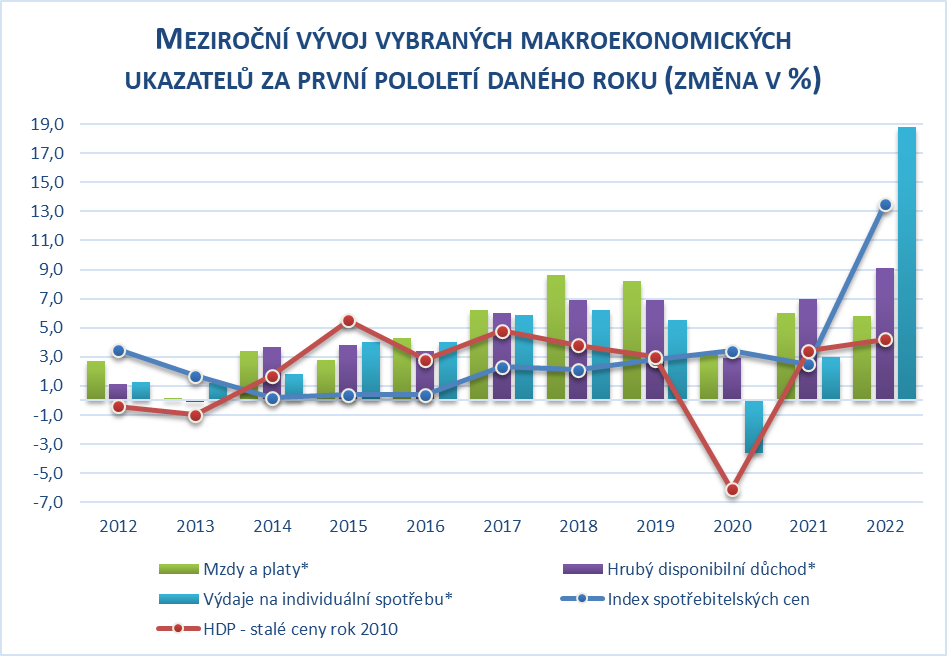 MEZIROČNÍ VÝVOJ VYBRANÝCH MAKROEKONOMICKÝCH
UKAZATELŮ ZA PRVNÍ POLOLETÍ DANÉHO ROKU (ZMĚNA V %)
19,0
17,0
15,0
13,0
11,0
9,0
7,0
5,0
3,0
1,0
-1,0
-3,0
-5,0
-7,0
2012 2013 2014 2015 2016 2017 2018 2019 2020 2021 2022
Mzdy a platy* Hrubý disponibilní důchod*
Výdaje na individuální spotřebu* Index spotřebitelských cen
HDP - stalé ceny rok 2010